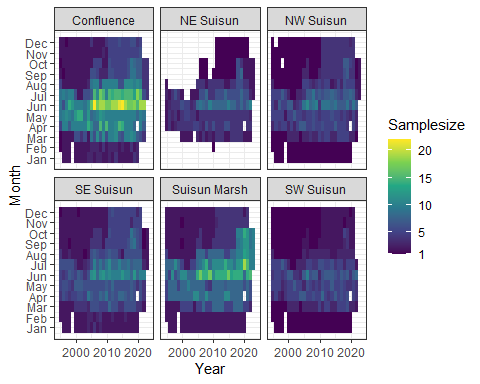 Confluence NE Suisun NW Suisun
Dec
Nov
Oct
Sep
Aug
Jul
Jun
May
Apr
Mar
Feb
Jan
SE Suisun Suisun Marsh SW Suisun
Dec
Nov
Oct
Sep
Aug
Jul
Jun
May
Apr
Mar
Feb
Jan
2000 2010 2020 2000 2010 2020 2000 2010 2020
Year
Month
Samplesize
20
15
10
5
1